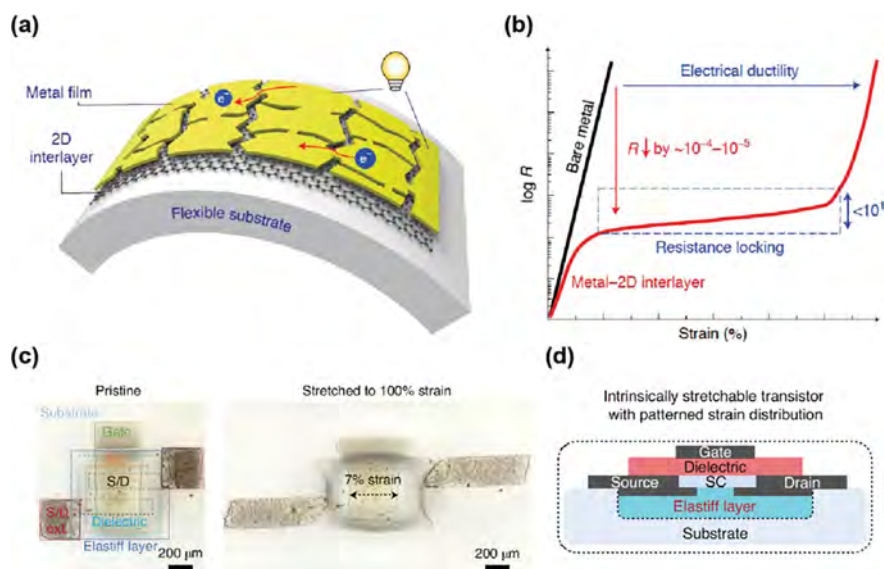 (a)
Metal film
e⁻
2D
interlayer
e⁻
Flexible substrate
(b)
Electrical ductility
Bare metal
R↓ by ~10⁻⁴–10⁻⁵
log R
Resistance locking
Metal–2D interlayer
Strain (%)
(c)
Pristine
Substrate
Gate
S/D
S/D
ext.
Dielectric
Elastiff layer
200 μm
Stretched to 100% strain
7% strain
200 μm
(d)
Intrinsically stretchable transistor
with patterned strain distribution
Gate
Dielectric
Source SC Drain
Elastiff layer
Substrate